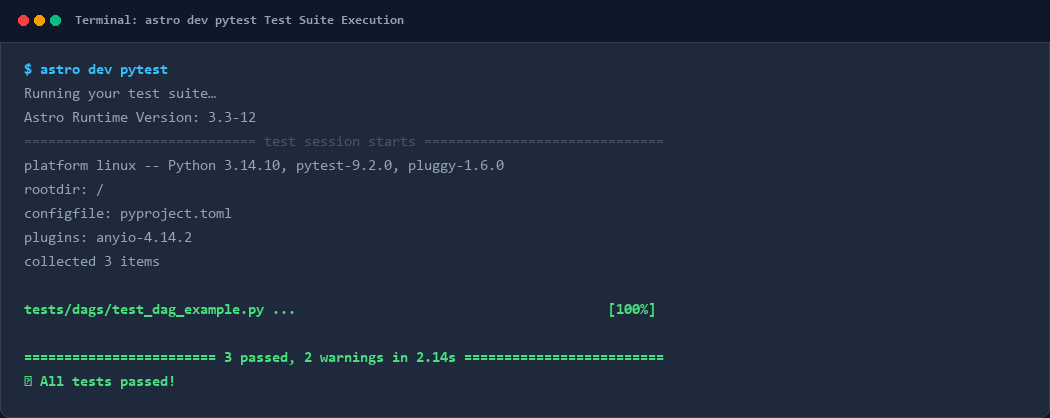 Terminal: astro dev pytest Test Suite Execution
$ astro dev pytest
Running your test suite…
Astro Runtime Version: 3.3-12
============================= test session starts ==============================
platform linux -- Python 3.14.10, pytest-9.2.0, pluggy-1.6.0
rootdir: /
configfile: pyproject.toml
plugins: anyio-4.14.2
collected 3 items
tests/dags/test_dag_example.py ... [100%]
======================== 3 passed, 2 warnings in 2.14s =========================
All tests passed!